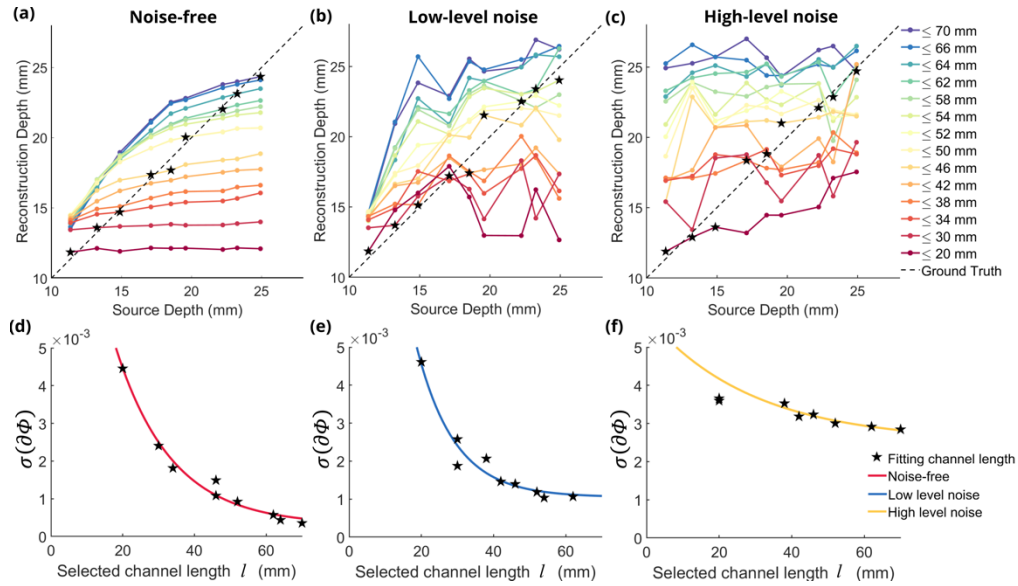 (a) Noise-free
(b) Low-level noise
(c) High-level noise
Reconstruction Depth (mm)
25
20
15
10
10 15 20 25
Source Depth (mm)
Reconstruction Depth (mm)
25
20
15
10
10 15 20 25
Source Depth (mm)
Reconstruction Depth (mm)
25
20
15
10
10 15 20 25
Source Depth (mm)
≤ 70 mm
≤ 66 mm
≤ 64 mm
≤ 62 mm
≤ 58 mm
≤ 54 mm
≤ 52 mm
≤ 50 mm
≤ 46 mm
≤ 42 mm
≤ 38 mm
≤ 34 mm
≤ 30 mm
≤ 20 mm
Ground Truth
(d)
×10⁻³
σ(∂Φ)
5
4
3
2
1
0
0 20 40 60
Selected channel length l (mm)
(e)
×10⁻³
σ(∂Φ)
5
4
3
2
1
0
0 20 40 60
Selected channel length l (mm)
(f)
×10⁻³
σ(∂Φ)
5
4
3
2
1
0
0 20 40 60
Selected channel length l (mm)
Fitting channel length
Noise-free
Low level noise
High level noise